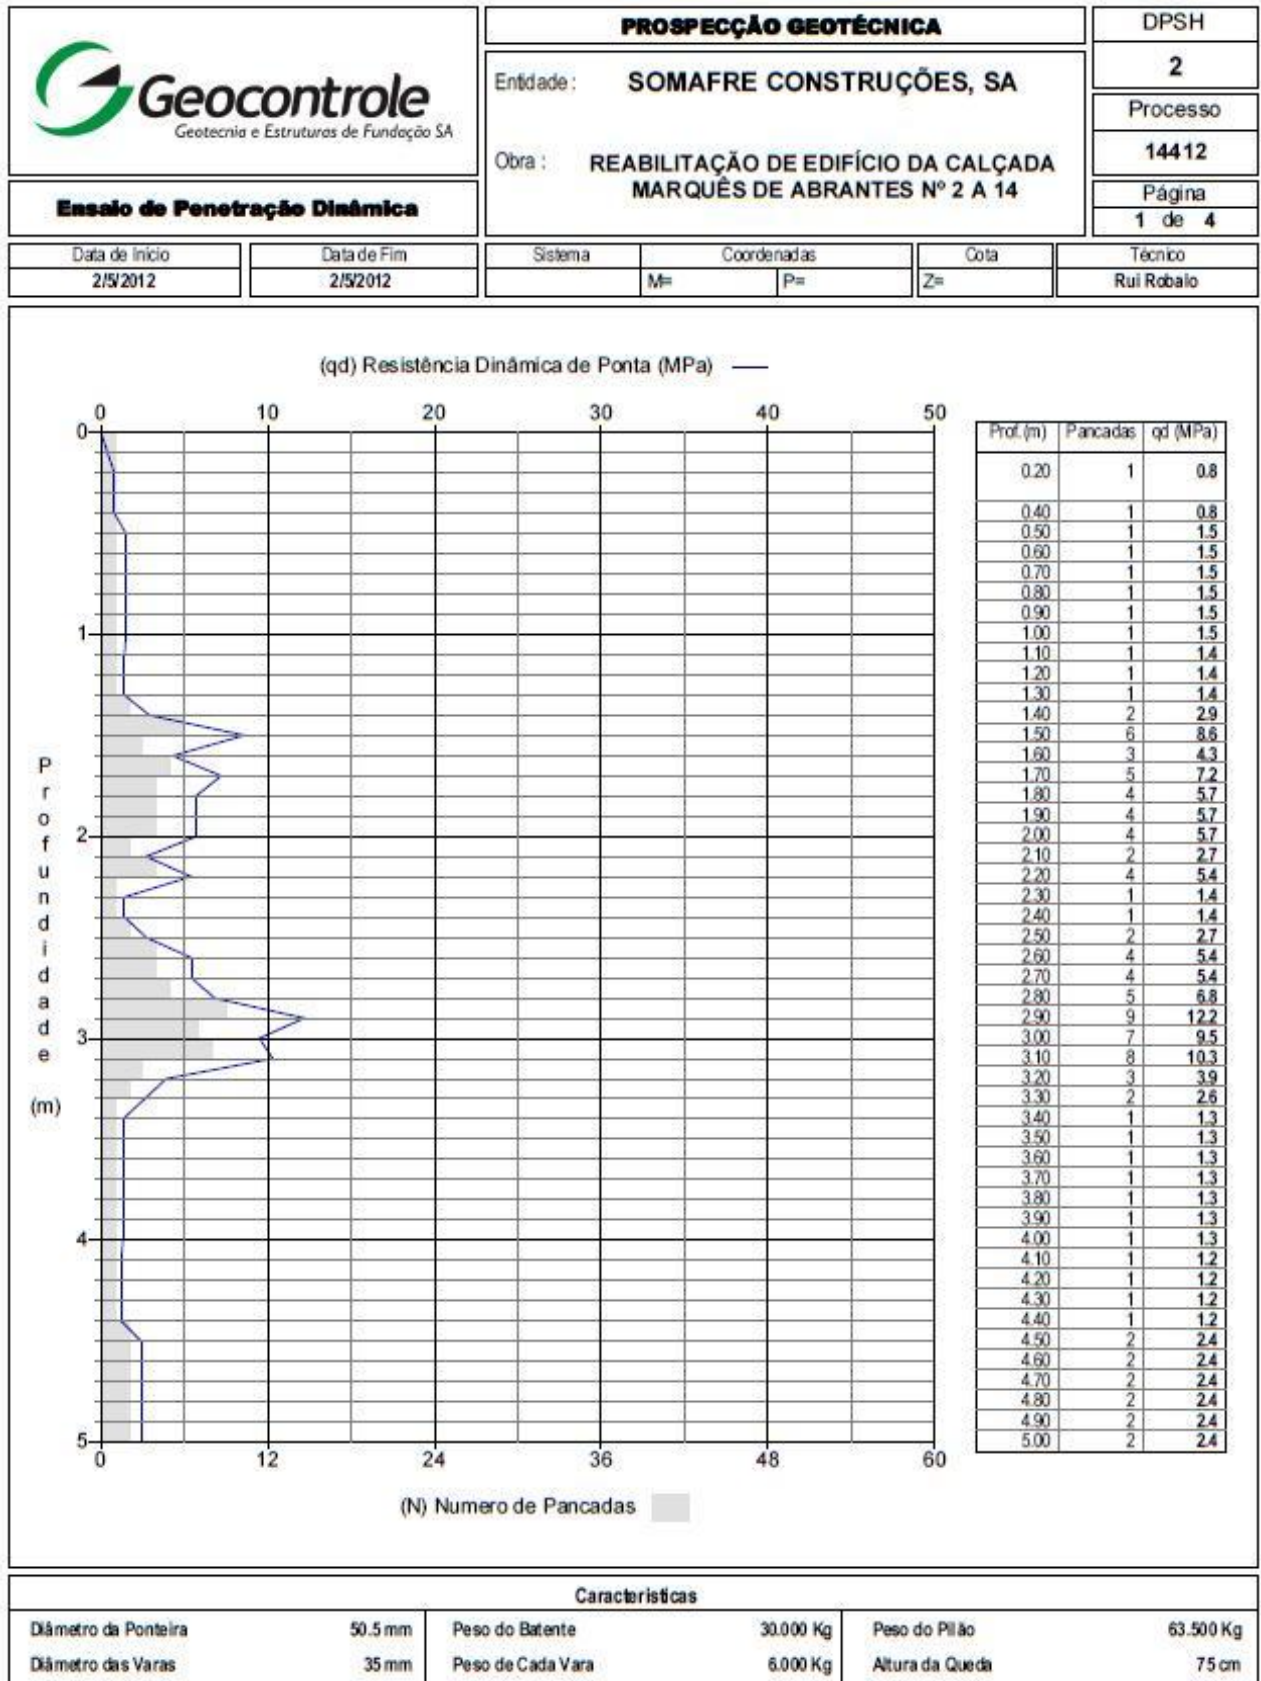 Geocontrole
Geotecnia e Estruturas de Fundação SA
Ensaio de Penetração Dinâmica
PROSPECÇÃO GEOTÉCNICA
Entidade : SOMAFRE CONSTRUÇÕES, SA
Obra : REABILITAÇÃO DE EDIFÍCIO DA CALÇADA
MARQUÊS DE ABRANTES Nº 2 A 14
DPSH
2
Processo
14412
Página
1 de 4
Data de Início Data de Fim Sistema Coordenadas Cota Técnico
2/5/2012 2/5/2012 M= P= Z= Rui Robalo
(qd) Resistência Dinâmica de Ponta (MPa)
0 10 20 30 40 50
0
1
2
3
4
5
Profundidade
(m)
0 12 24 36 48 60
(N) Numero de Pancadas
Prof.(m) Pancadas qd (MPa)
0.20 1 0.8
0.40 1 0.8
0.50 1 1.5
0.60 1 1.5
0.70 1 1.5
0.80 1 1.5
0.90 1 1.5
1.00 1 1.5
1.10 1 1.4
1.20 1 1.4
1.30 1 1.4
1.40 2 2.9
1.50 6 8.6
1.60 3 4.3
1.70 5 7.2
1.80 4 5.7
1.90 4 5.7
2.00 4 5.7
2.10 2 2.7
2.20 4 5.4
2.30 1 1.4
2.40 1 1.4
2.50 2 2.7
2.60 4 5.4
2.70 4 5.4
2.80 5 6.8
2.90 9 12.2
3.00 7 9.5
3.10 8 10.3
3.20 3 3.9
3.30 2 2.6
3.40 1 1.3
3.50 1 1.3
3.60 1 1.3
3.70 1 1.3
3.80 1 1.3
3.90 1 1.3
4.00 1 1.3
4.10 1 1.2
4.20 1 1.2
4.30 1 1.2
4.40 1 1.2
4.50 2 2.4
4.60 2 2.4
4.70 2 2.4
4.80 2 2.4
4.90 2 2.4
5.00 2 2.4
Características
Diâmetro da Ponteira 50.5 mm Peso do Batente 30.000 Kg Peso do Pilão 63.500 Kg
Diâmetro das Varas 35 mm Peso de Cada Vara 6.000 Kg Altura da Queda 75 cm